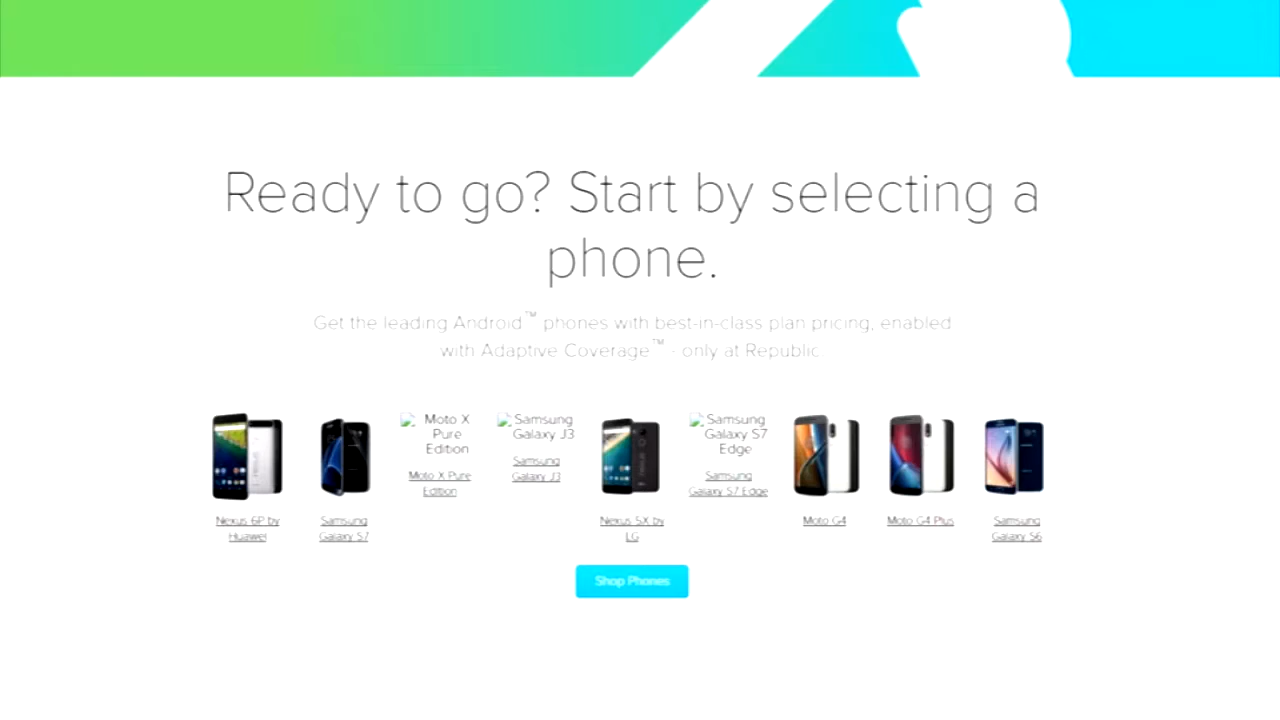 Ready to go? Start by selecting a
phone.
Get the leading Android™ phones with best-in-class plan pricing, enabled
with Adaptive Coverage™ - only at Republic
Moto X
Pure
Edition
Samsung
Galaxy J3
Samsung
Galaxy S7
Edge
Nexus 6P by
Huawei
Samsung
Galaxy S7
Moto X Pure
Edition
Samsung
Galaxy J3
Nexus 5X by
LG
Samsung
Galaxy S7 Edge
Moto G4
Moto G4 Plus
Samsung
Galaxy S6
Shop Phones